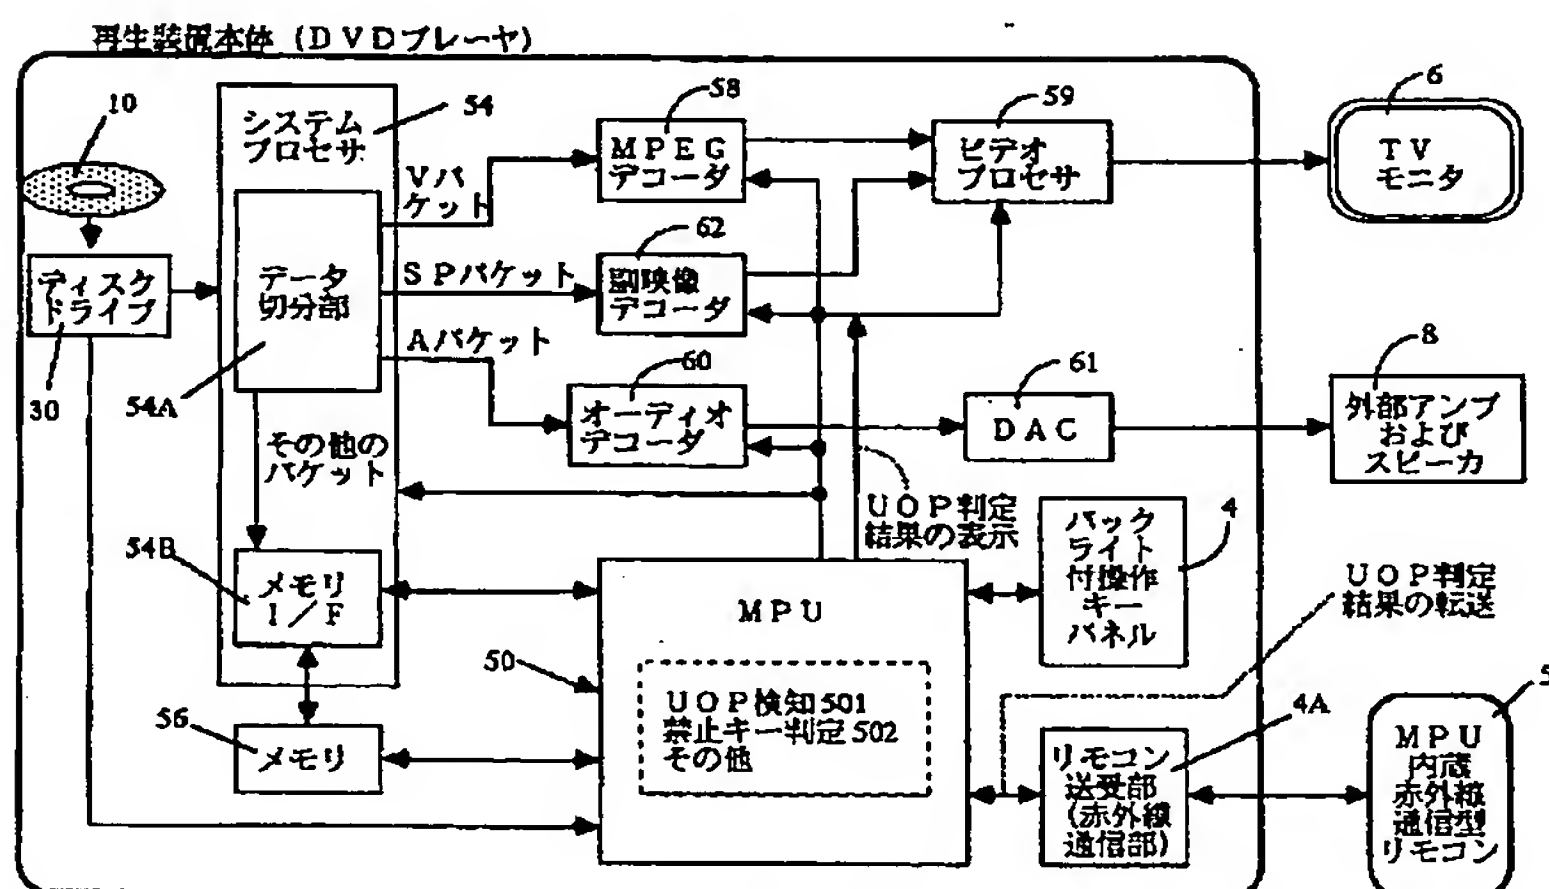 再生装置本体 (DVDプレーヤ)
10
システム
プロセサ
54
58
MPEG
デコーダ
59
ビデオ
プロセサ
6
TV
モニタ
Vパ
ケット
62
副映像
デコーダ
SPパケット
データ
切分部
ディスク
ドライブ
30
54A
Aパケット
60
オーディオ
デコーダ
61
DAC
8
外部アンプ
および
スピーカ
その他の
パケット
UOP判定
結果の表示
バック
ライト
付操作
キー
パネル
4
54B
メモリ
I/F
MPU
UOP判定
結果の転送
50
UOP検知501
禁止キー判定502
その他
56
メモリ
4A
リモコン
送受部
(赤外線
通信部)
5
MPU
内蔵
赤外線
通信型
リモコン